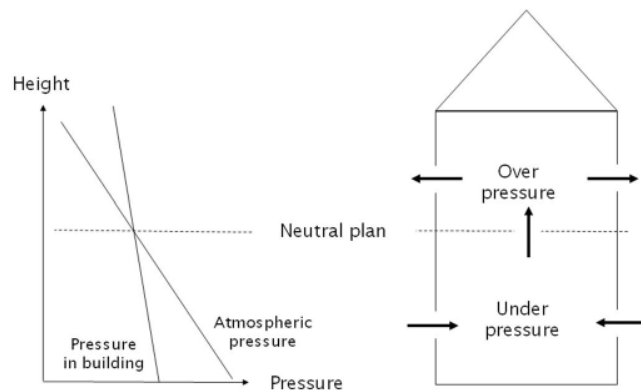 Height
Over
pressure
Neutral plan
Atmospheric
pressure
Under
pressure
Pressure
in building
Pressure